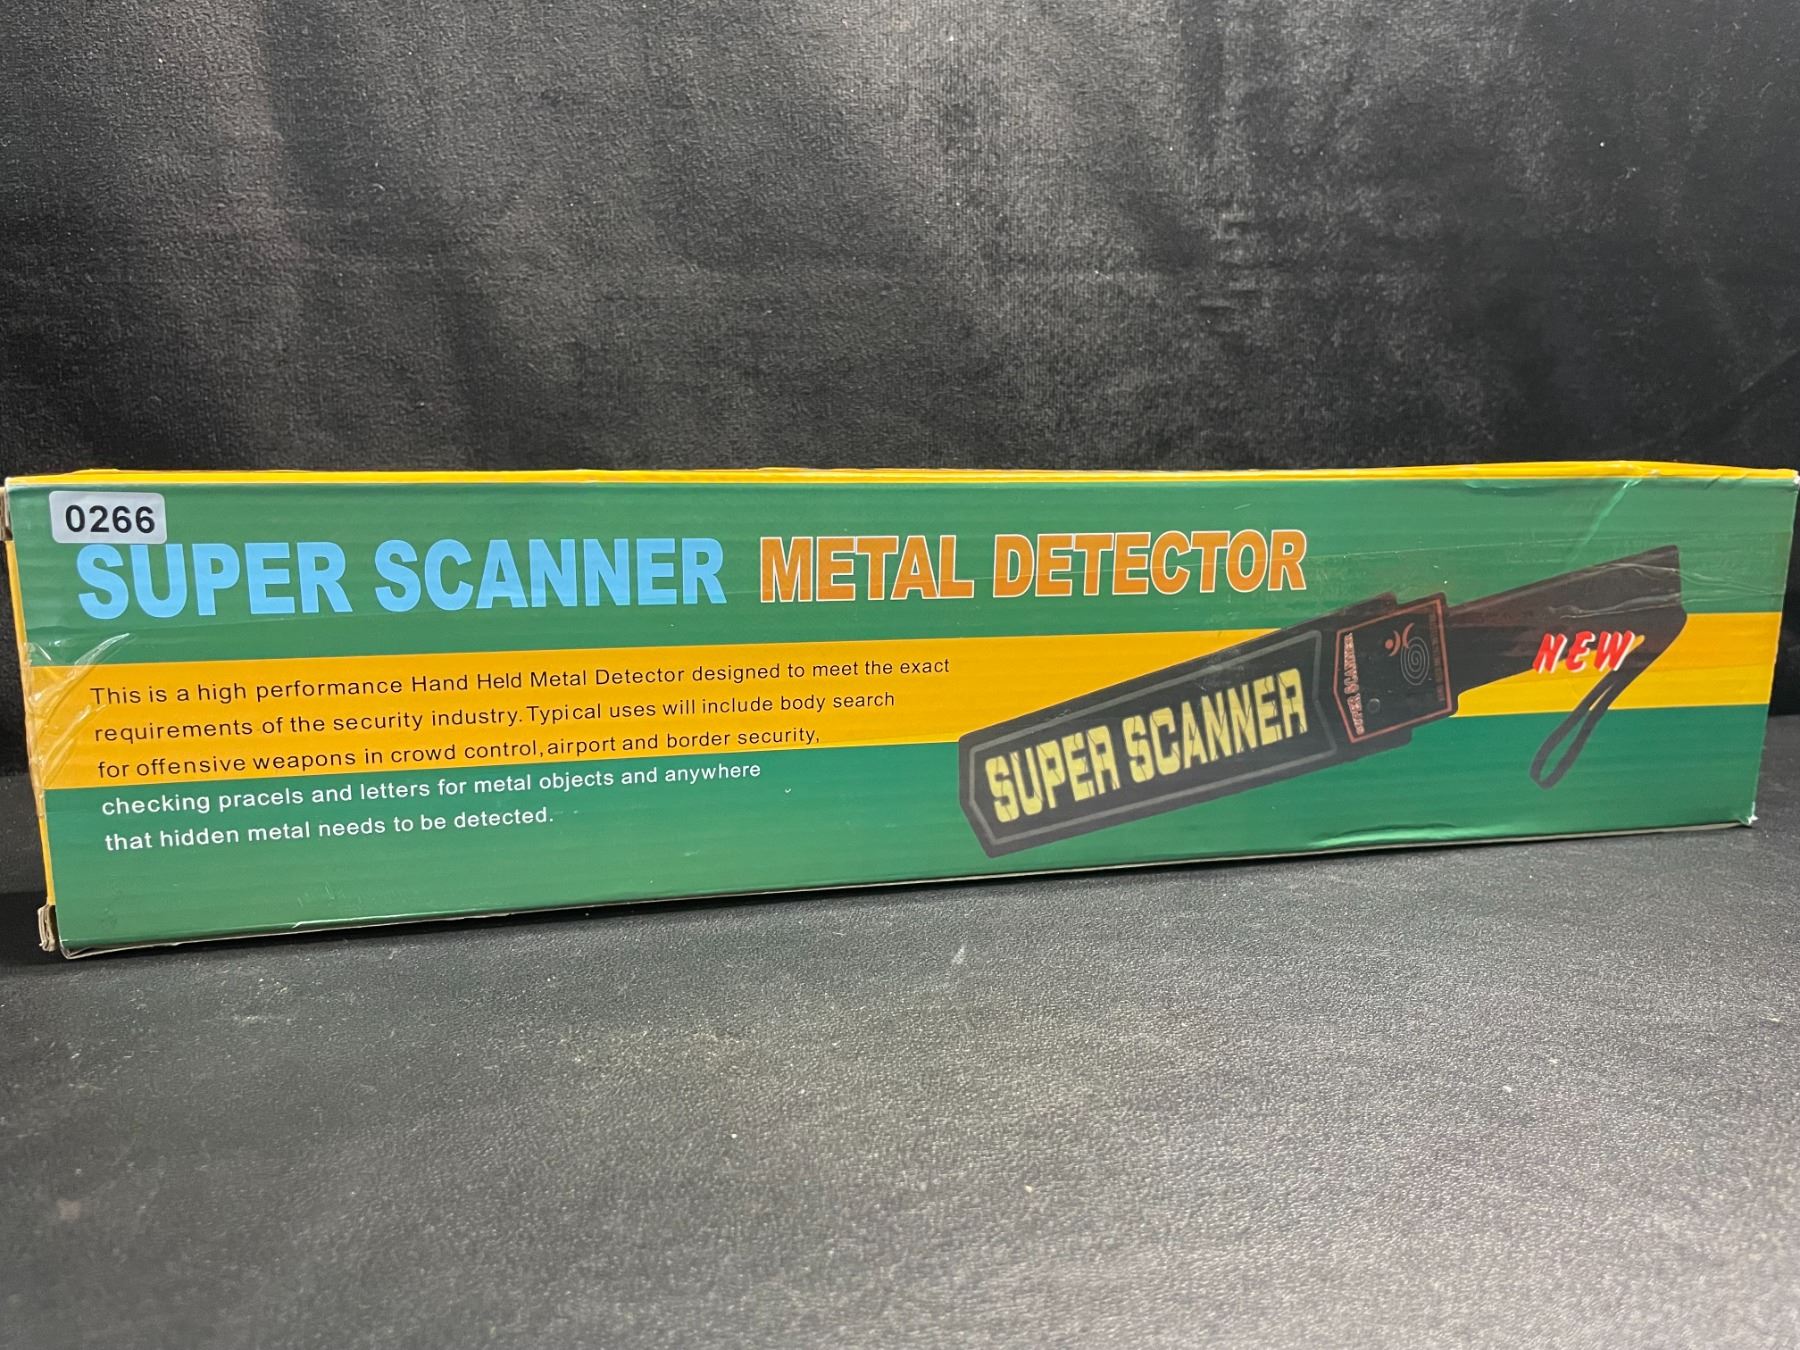 0266
SUPER SCANNER METAL DETECTOR
This is a high performance Hand Held Metal Detector designed to meet the exact
requirements of the security industry. Typical uses will include body search
for offensive weapons in crowd control, airport and border security,
checking pracels and letters for metal objects and anywhere
that hidden metal needs to be detected.
SUPER SCANNER
SUPER SCANNER
NEW